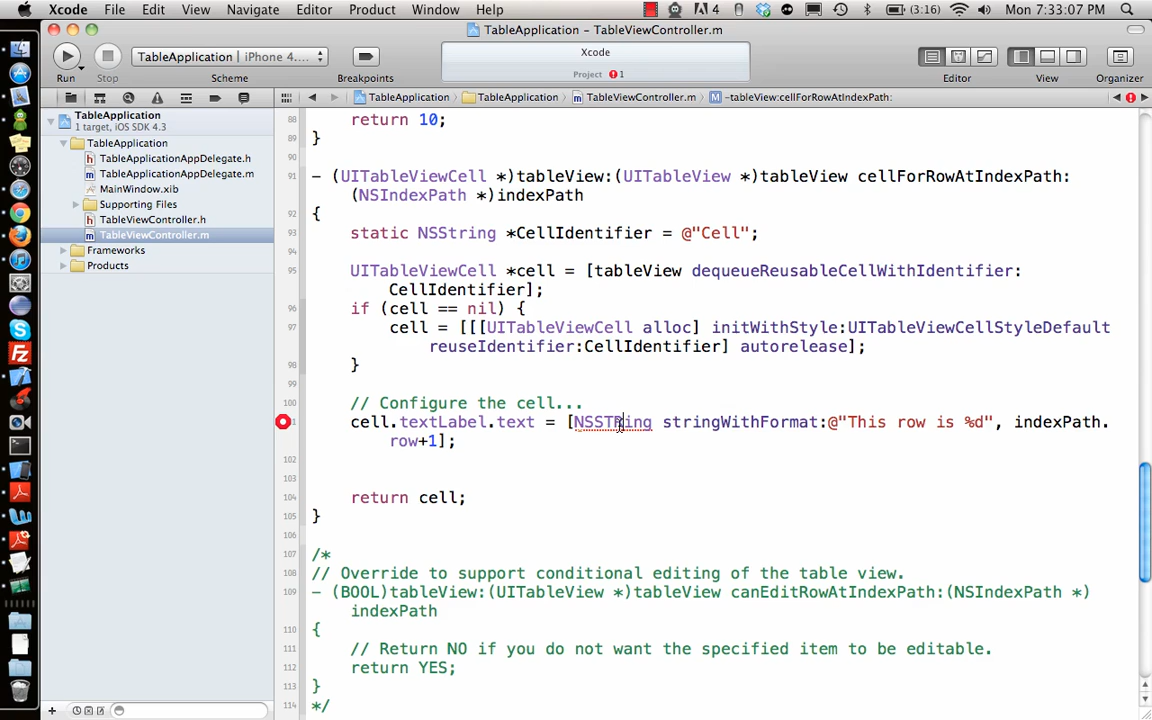 Xcode File Edit View Navigate Editor Product Window Help 4 (3:16) Mon 7:33:07 PM
TableApplication – TableViewController.m
TableApplication | iPhone 4....
Xcode
Project 1
Run Stop Scheme Breakpoints Editor View Organizer
TableApplication TableApplication TableViewController.m M -tableView:cellForRowAtIndexPath:
TableApplication
1 target, iOS SDK 4.3
TableApplication
TableApplicationAppDelegate.h
TableApplicationAppDelegate.m
MainWindow.xib
Supporting Files
TableViewController.h
TableViewController.m
Frameworks
Products
88 return 10;
89 }
90
91 - (UITableViewCell *)tableView:(UITableView *)tableView cellForRowAtIndexPath:
(NSIndexPath *)indexPath
92 {
93 static NSString *CellIdentifier = @"Cell";
94
95 UITableViewCell *cell = [tableView dequeueReusableCellWithIdentifier:
CellIdentifier];
96 if (cell == nil) {
97 cell = [[[UITableViewCell alloc] initWithStyle:UITableViewCellStyleDefault
reuseIdentifier:CellIdentifier] autorelease];
98 }
99
100 // Configure the cell...
1 cell.textLabel.text = [NSSTRing stringWithFormat:@"This row is %d", indexPath.
row+1];
102
103
104 return cell;
105 }
106
107 /*
108 // Override to support conditional editing of the table view.
109 - (BOOL)tableView:(UITableView *)tableView canEditRowAtIndexPath:(NSIndexPath *)
indexPath
110 {
111 // Return NO if you do not want the specified item to be editable.
112 return YES;
113 }
114 */